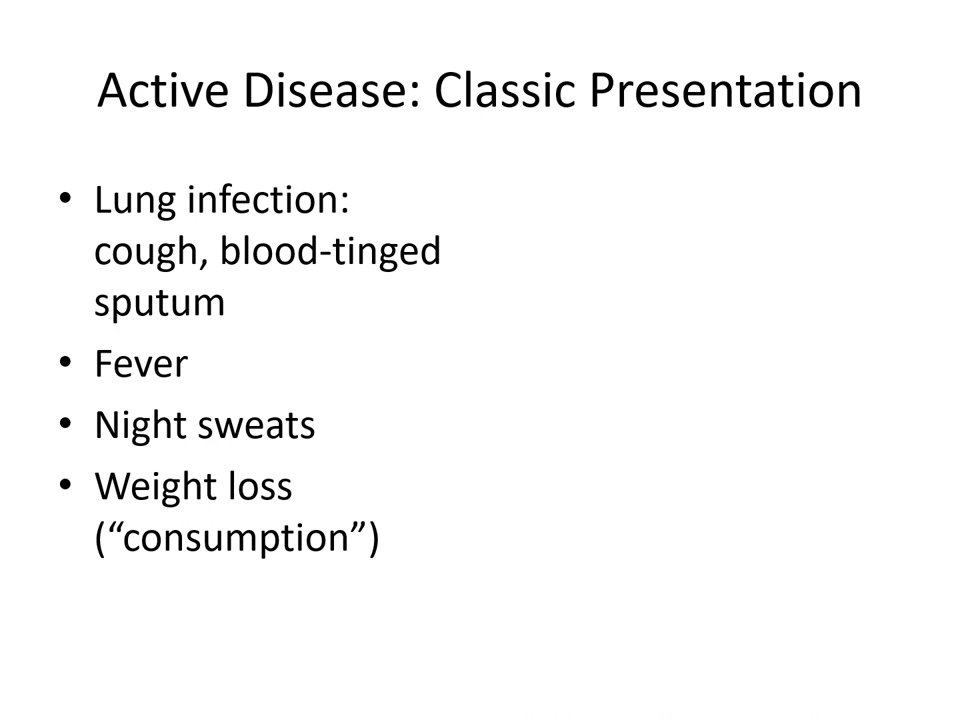 Active Disease: Classic Presentation
• Lung infection:
cough, blood-tinged
sputum
• Fever
• Night sweats
• Weight loss
(“consumption”)